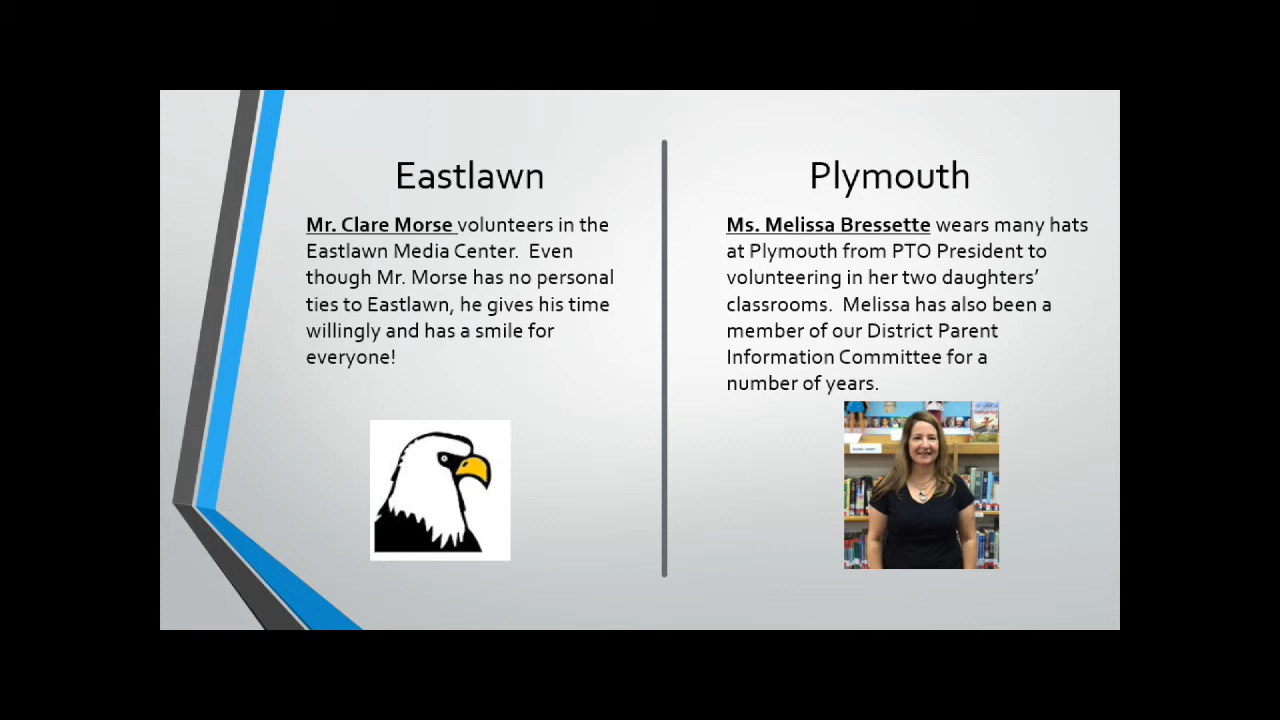 Eastlawn
Mr. Clare Morse volunteers in the
Eastlawn Media Center.  Even
though Mr. Morse has no personal
ties to Eastlawn, he gives his time
willingly and has a smile for
everyone!
Plymouth
Ms. Melissa Bressette wears many hats
at Plymouth from PTO President to
volunteering in her two daughters’
classrooms.  Melissa has also been a
member of our District Parent
Information Committee for a
number of years.